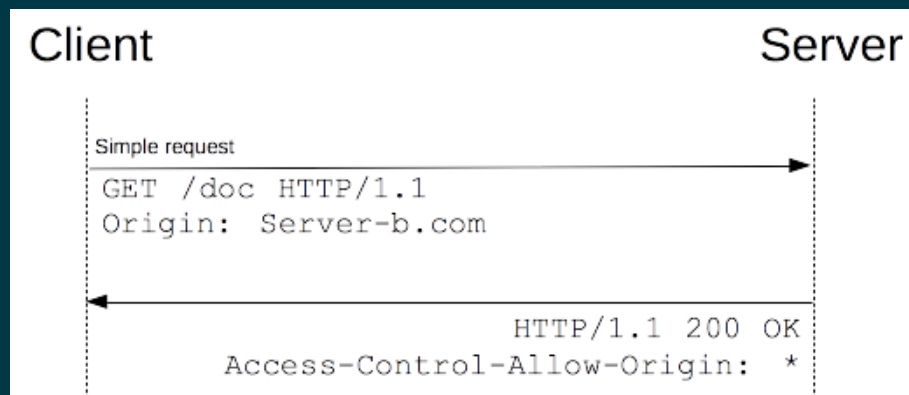 Client
Server
Simple request
GET /doc HTTP/1.1
Origin: Server-b.com
HTTP/1.1 200 OK
Access-Control-Allow-Origin: *